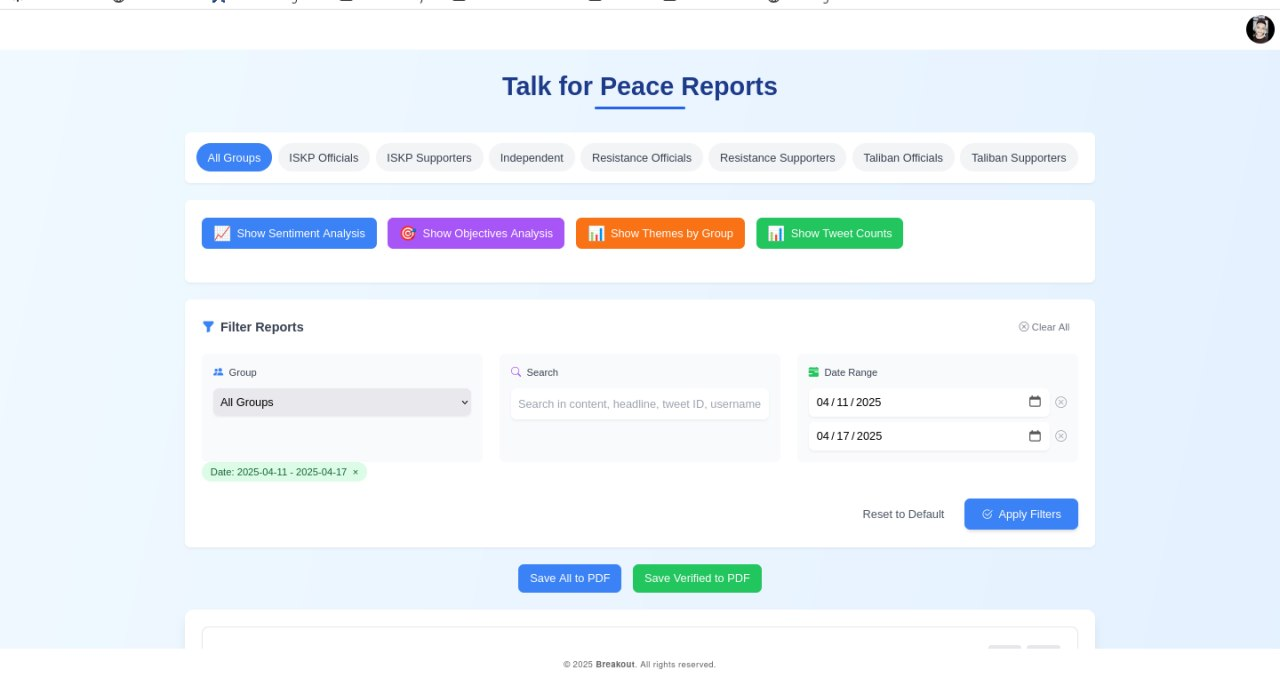 Talk for Peace Reports
All Groups ISKP Officials ISKP Supporters Independent Resistance Officials Resistance Supporters Taliban Officials Taliban Supporters
Show Sentiment Analysis Show Objectives Analysis Show Themes by Group Show Tweet Counts
Filter Reports Clear All
Group Search Date Range
All Groups Search in content, headline, tweet ID, username 04/11/2025
04/17/2025
Date: 2025-04-11 - 2025-04-17 ×
Reset to Default Apply Filters
Save All to PDF Save Verified to PDF
© 2025 Breakout. All rights reserved.